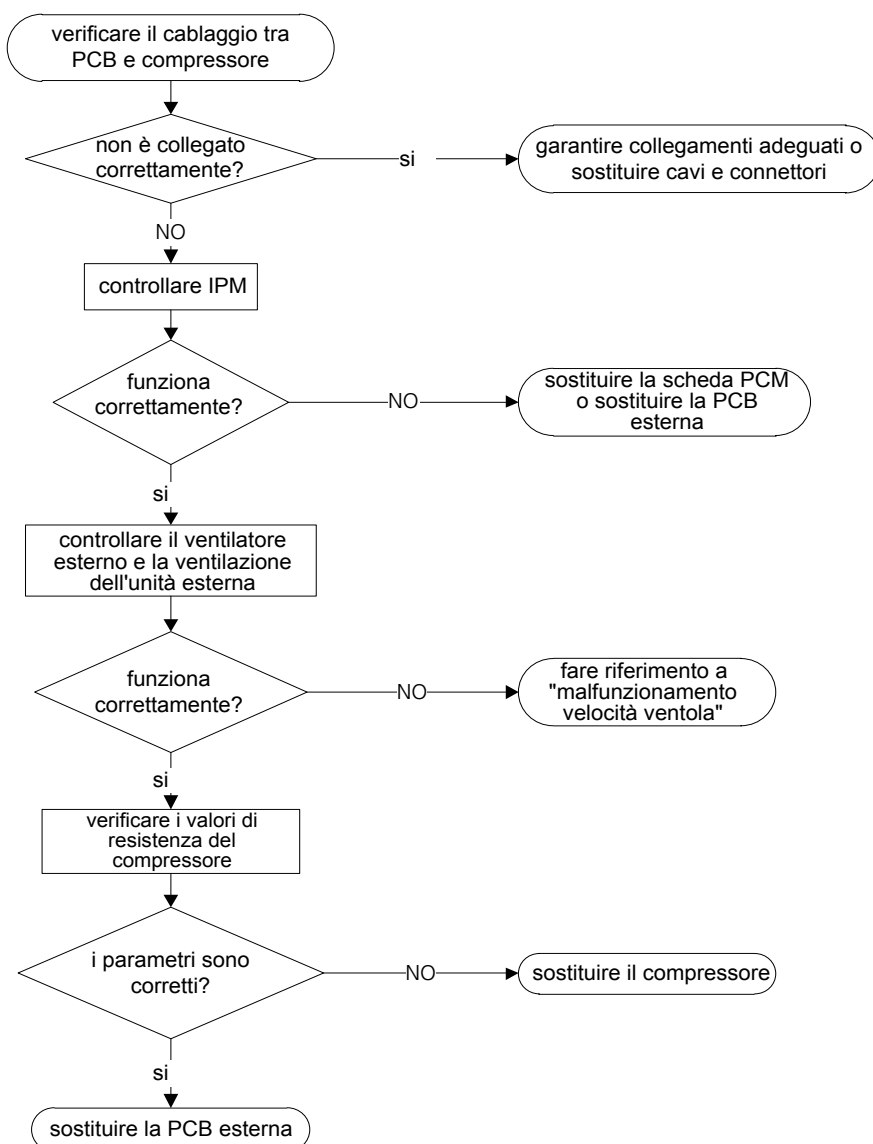 verificare il cablaggio tra
PCB e compressore
non è collegato
correttamente?
si
garantire collegamenti adeguati o
sostituire cavi e connettori
NO
controllare IPM
funziona
correttamente?
NO
sostituire la scheda PCM
o sostituire la PCB
esterna
si
controllare il ventilatore
esterno e la ventilazione
dell'unità esterna
funziona
correttamente?
NO
fare riferimento a
"malfunzionamento
velocità ventola"
si
verificare i valori di
resistenza del
compressore
i parametri sono
corretti?
NO
sostituire il compressore
si
sostituire la PCB esterna